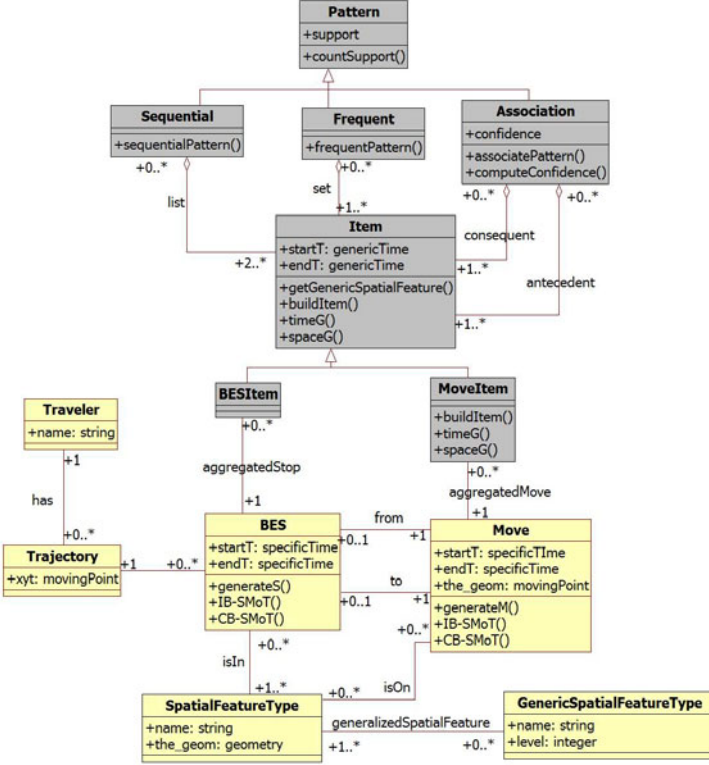 Pattern
+support
+countSupport()
Sequential
+sequentialPattern()
Frequent
+frequentPattern()
Association
+confidence
+associatePattern()
+computeConfidence()
+0..*
+0..*
+0..*
+0..*
list
set
consequent
antecedent
+2..*
+1..*
+1..*
+1..*
Item
+startT: genericTime
+endT: genericTime
+getGenericSpatialFeature()
+buildItem()
+timeG()
+spaceG()
BESItem
MoveItem
+buildItem()
+timeG()
+spaceG()
+0..*
aggregatedStop
+1
+0..*
aggregatedMove
+1
Traveler
+name: string
+1
has
+0..*
Trajectory
+xyt: movingPoint
+1
+0..*
BES
+startT: specificTime
+endT: specificTime
+generateS()
+IB-SMoT()
+CB-SMoT()
from
+0..1
+1
to
+0..1
+1
Move
+startT: specificTIme
+endT: specificTime
+the_geom: movingPoint
+generateM()
+IB-SMoT()
+CB-SMoT()
+0..*
isIn
+1..*
+0..*
isOn
+0..*
SpatialFeatureType
+name: string
+the_geom: geometry
generalizedSpatialFeature
+1..*
+0..*
GenericSpatialFeatureType
+name: string
+level: integer